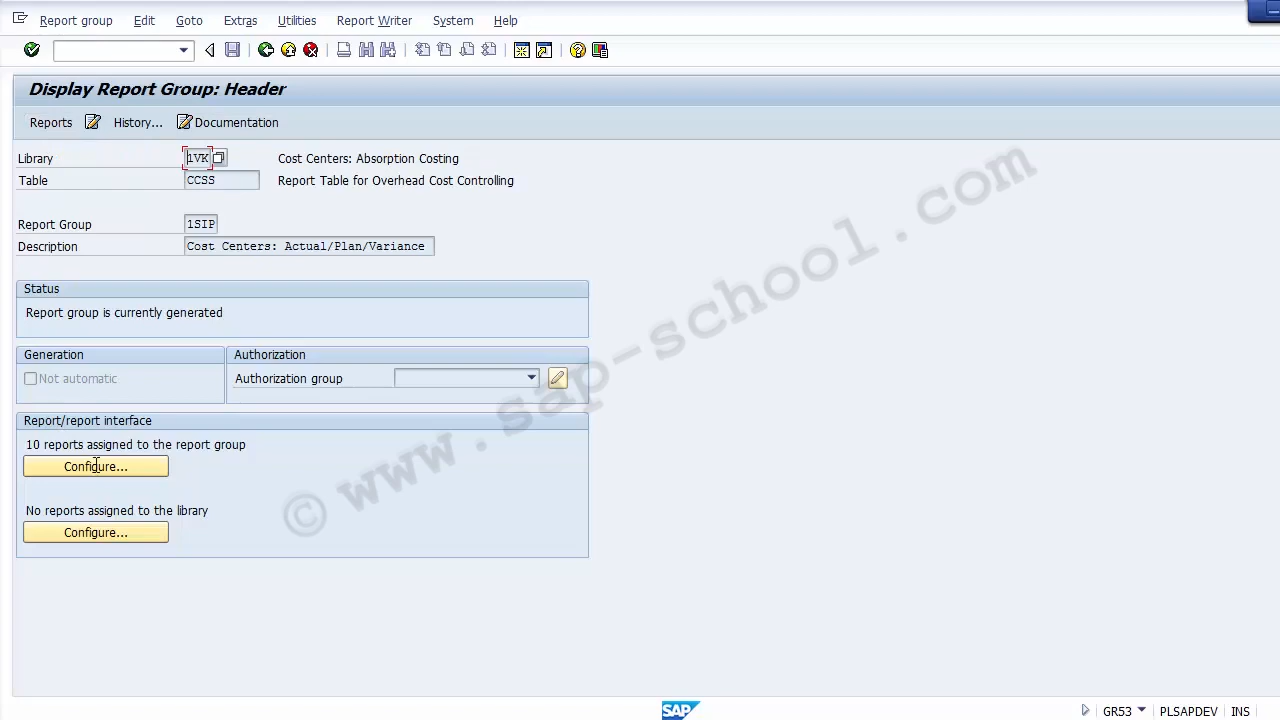 Report group Edit Goto Extras Utilities Report Writer System Help
Display Report Group: Header
Reports History... Documentation
Library 1VK Cost Centers: Absorption Costing
Table CCSS Report Table for Overhead Cost Controlling
Report Group 1SIP
Description Cost Centers: Actual/Plan/Variance
Status
Report group is currently generated
Generation Authorization
Not automatic Authorization group
Report/report interface
10 reports assigned to the report group
Configure...
No reports assigned to the library
Configure...
© www.sap-school.com
SAP GR53 PLSAPDEV INS